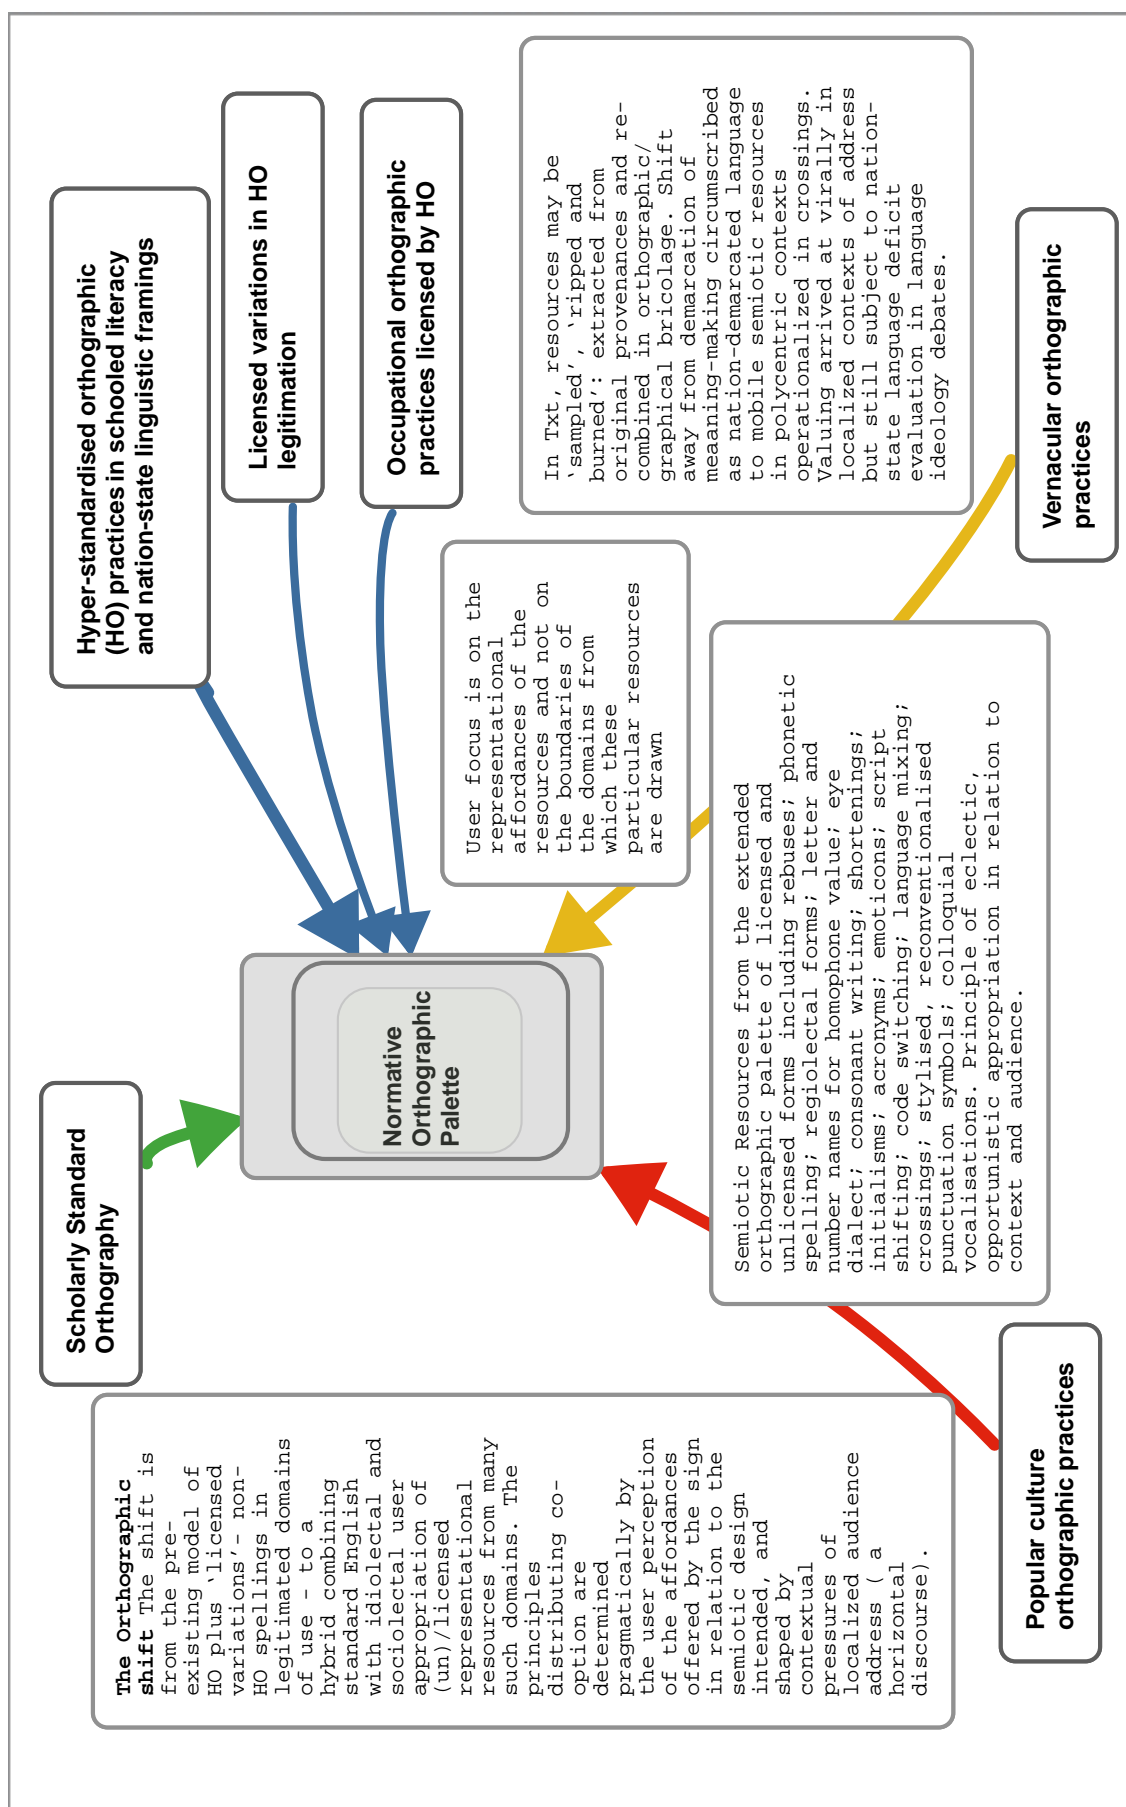 The Orthographic
shift The shift is
from the pre-
existing model of
HO plus ‘licensed
variations’- non-
HO spellings in
legitimated domains
of use - to a
hybrid combining
standard English
with idiolectal and
sociolectal user
appropriation of
(un)/licensed
representational
resources from many
such domains. The
principles
distributing co-
option are
determined
pragmatically by
the user perception
of the affordances
offered by the sign
in relation to the
semiotic design
intended, and
shaped by
contextual
pressures of
localized audience
address ( a
horizontal
discourse).
Scholarly Standard
Orthography
Hyper-standardised orthographic
(HO) practices in schooled literacy
and nation-state linguistic framings
Licensed variations in HO
legitimation
Occupational orthographic
practices licensed by HO
Normative
Orthographic
Palette
User focus is on the
representational
affordances of the
resources and not on
the boundaries of
the domains from
which these
particular resources
are drawn
In Txt, resources may be
‘sampled’, ‘ripped and
burned’: extracted from
original provenances and re-
combined in orthographic/
graphical bricolage. Shift
away from demarcation of
meaaning-making circumscribed
as nation-demarcated language
to mobile semiotic resources
in polycentric contexts
operationalized in crossings.
Valuing arrived at virally in
localized contexts of address
but still subject to nation-
state language deficit
evaluation in language
ideology debates.
Semiotic Resources from the extended
orthographic palette of licensed and
unlicensed forms including rebuses; phonetic
spelling; regiolectal forms; letter and
number names for homophone value; eye
dialect; consonant writing; shortenings;
initialisms; acronyms; emoticons; script
shifting; code switching; language mixing;
crossings; stylised, reconventionalised
punctuation symbols; colloquial
vocalisations. Principle of eclectic,
opportunistic appropriation in relation to
context and audience.
Popular culture
orthographic practices
Vernacular orthographic
practices